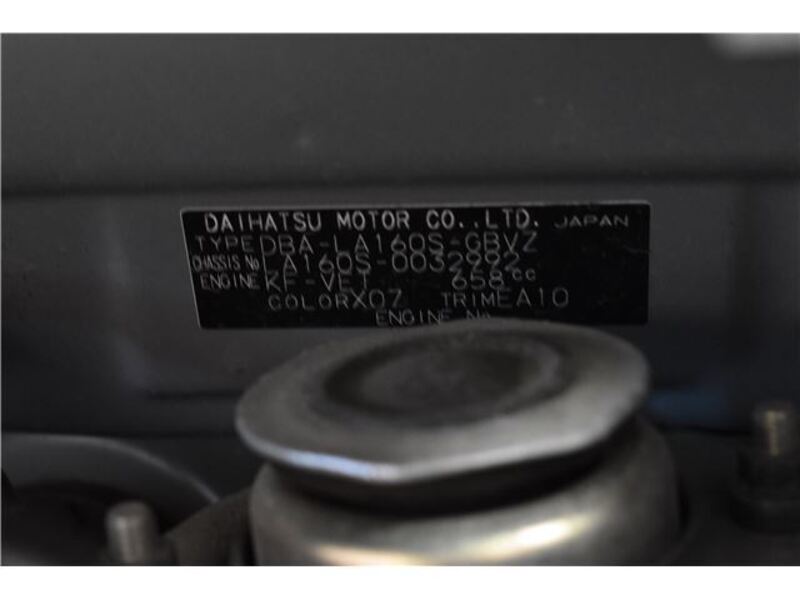 DAIHATSU MOTOR CO.,LTD. JAPAN
TYPE DBA-LA160S-GBVZ
CHASSIS No LA160S-0032992
ENGINE KF-VET 658cc
COLOR X07 TRIM EA10
ENGINE No.